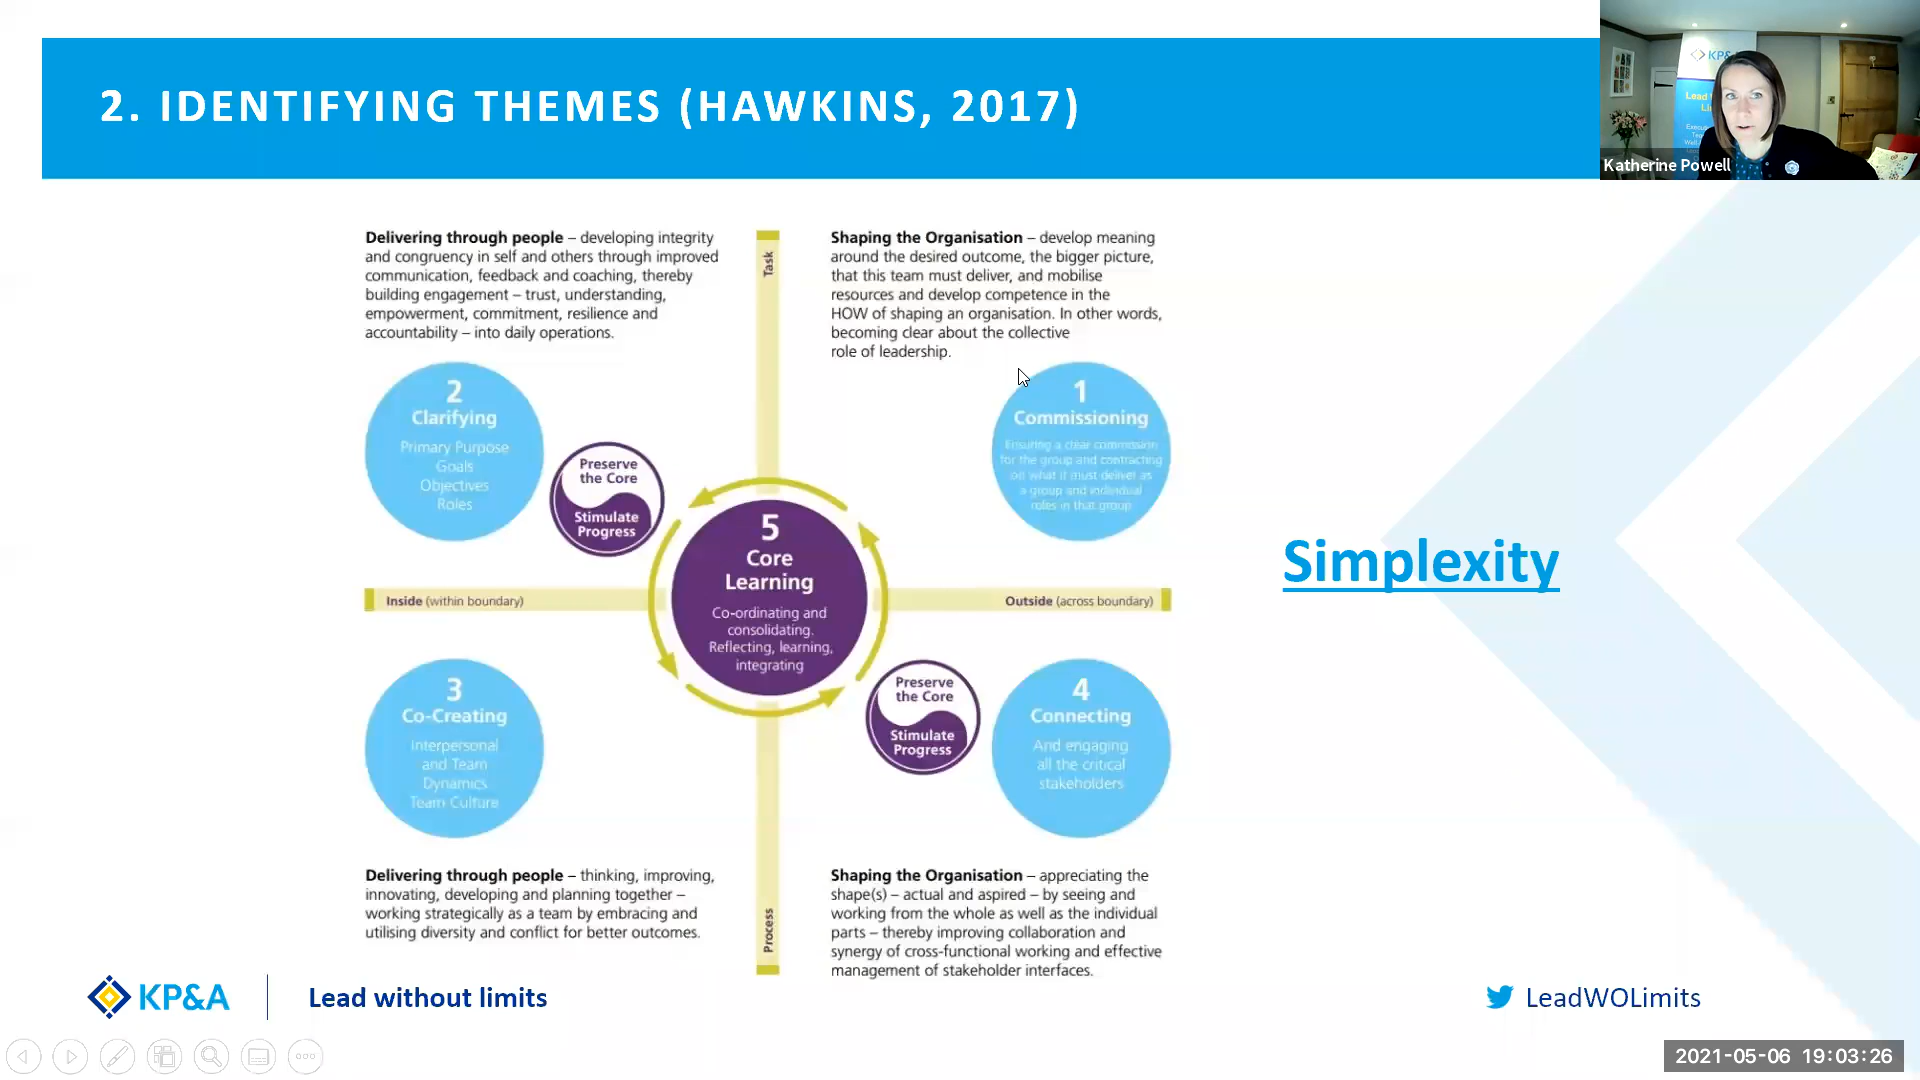 2. IDENTIFYING THEMES (HAWKINS, 2017)
KP&
Lead
Katherine Powell
Delivering through people – developing integrity
and congruency in self and others through improved
communication, feedback and coaching, thereby
building engagement – trust, understanding,
empowerment, commitment, resilience and
accountability – into daily operations.
Task
Shaping the Organisation – develop meaning
around the desired outcome, the bigger picture,
that this team must deliver, and mobilise
resources and develop competence in the
HOW of shaping an organisation. In other words,
becoming clear about the collective
role of leadership.
2
Clarifying
Primary Purpose
Goals
Objectives
Roles
Preserve
the Core
Stimulate
Progress
1
Commissioning
Ensuring a clear commission
for the group and contracting
on what it must deliver as
a group and individual
roles in that group
5
Core
Learning
Co-ordinating and
consolidating.
Reflecting, learning,
integrating
Inside (within boundary)
Outside (across boundary)
Simplexity
3
Co-Creating
Interpersonal
and Team
Dynamics
Team Culture
Preserve
the Core
Stimulate
Progress
4
Connecting
And engaging
all the critical
stakeholders
Delivering through people – thinking, improving,
innovating, developing and planning together –
working strategically as a team by embracing and
utilising diversity and conflict for better outcomes.
Process
Shaping the Organisation – appreciating the
shape(s) – actual and aspired – by seeing and
working from the whole as well as the individual
parts – thereby improving collaboration and
synergy of cross-functional working and effective
management of stakeholder interfaces.
KP&A
Lead without limits
LeadWOLimits
2021-05-06 19:03:26